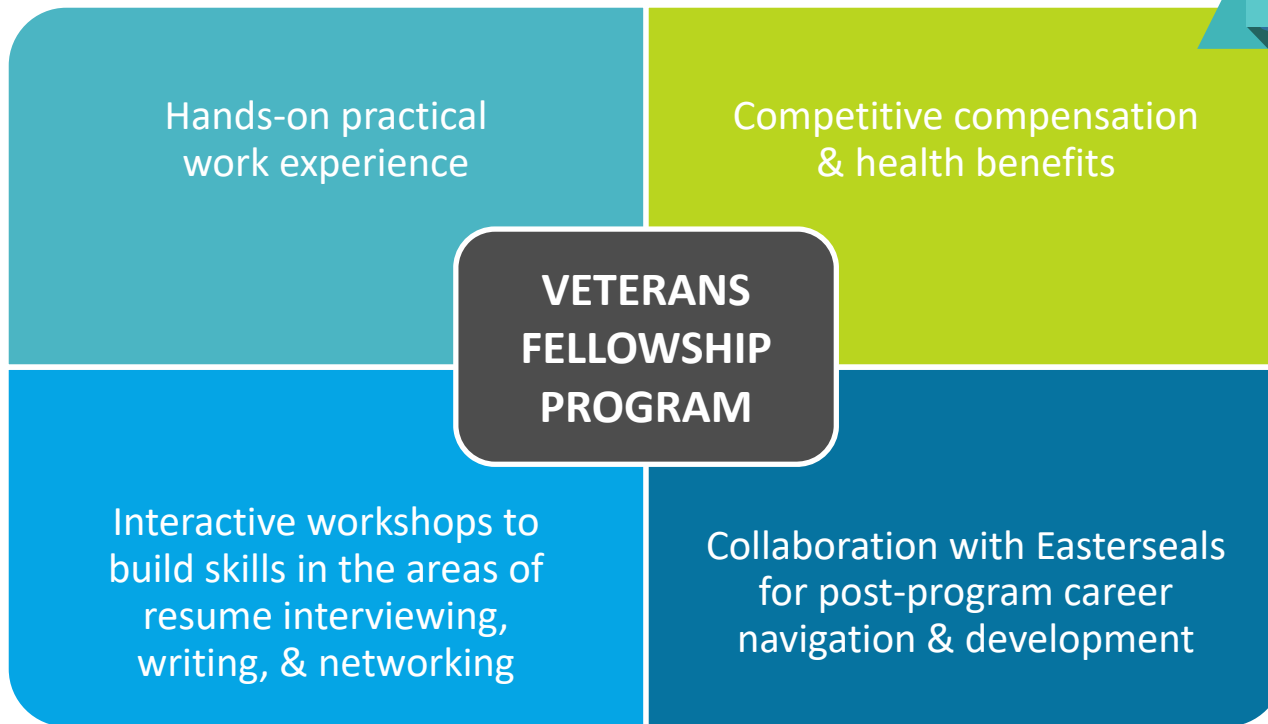 Hands-on practical
work experience
Competitive compensation
& health benefits
VETERANS
FELLOWSHIP
PROGRAM
Interactive workshops to
build skills in the areas of
resume interviewing,
writing, & networking
Collaboration with Easterseals
for post-program career
navigation & development